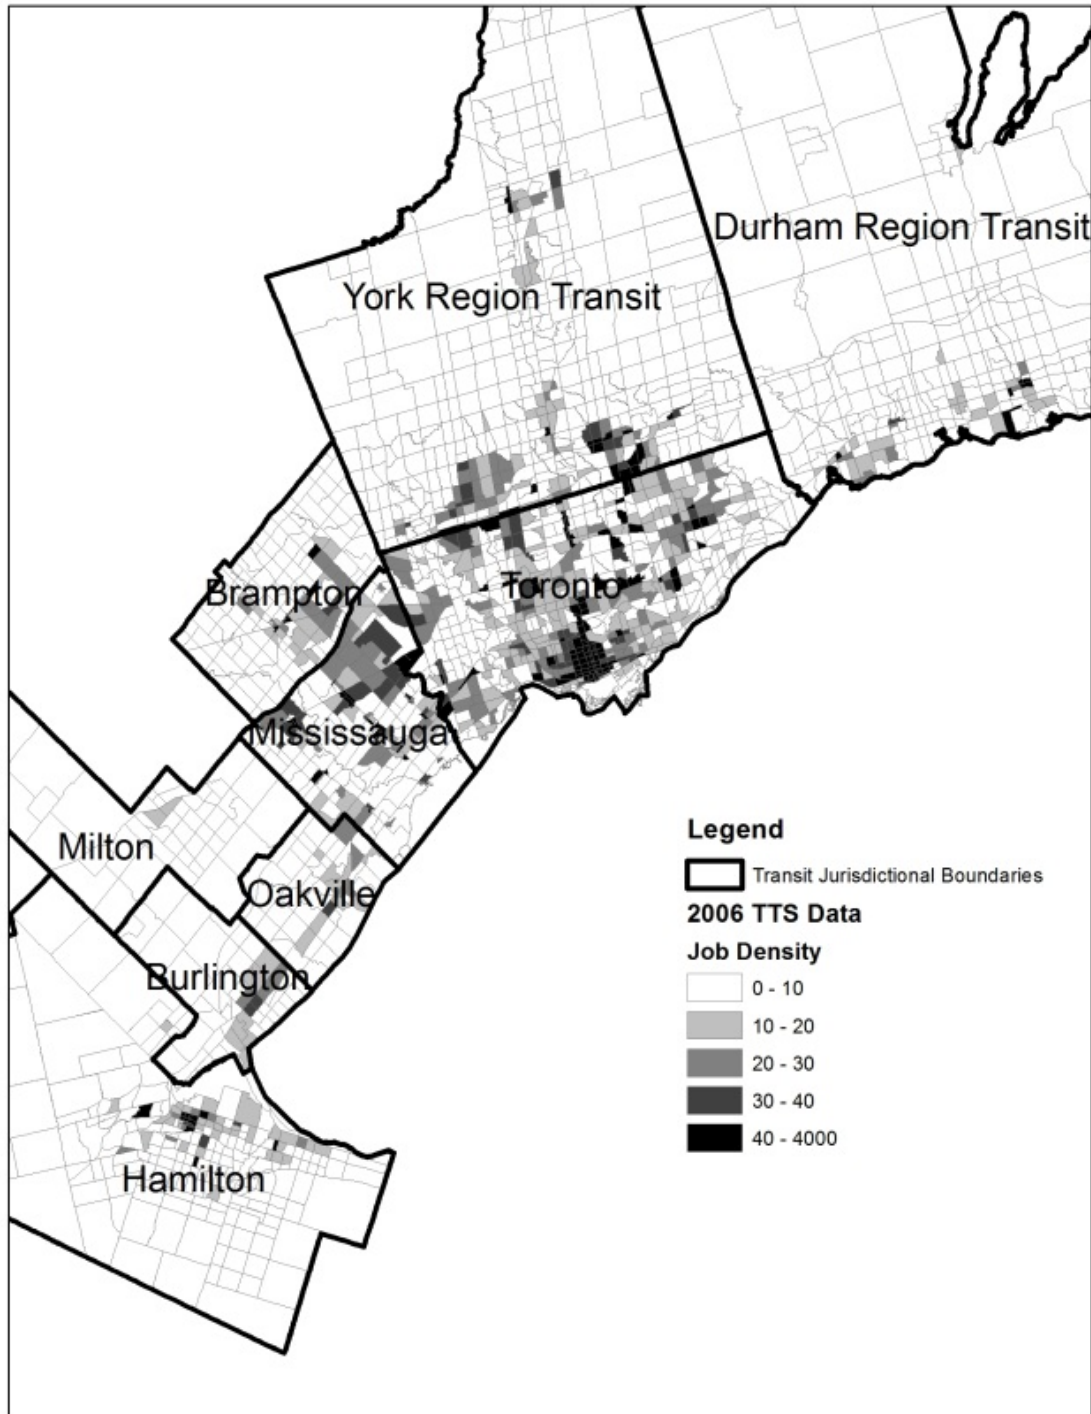 Durham Region Transit
York Region Transit
Toronto
Brampton
Mississauga
Milton
Oakville
Burlington
Hamilton
Legend
Transit Jurisdictional Boundaries
2006 TTS Data
Job Density
0 - 10
10 - 20
20 - 30
30 - 40
40 - 4000